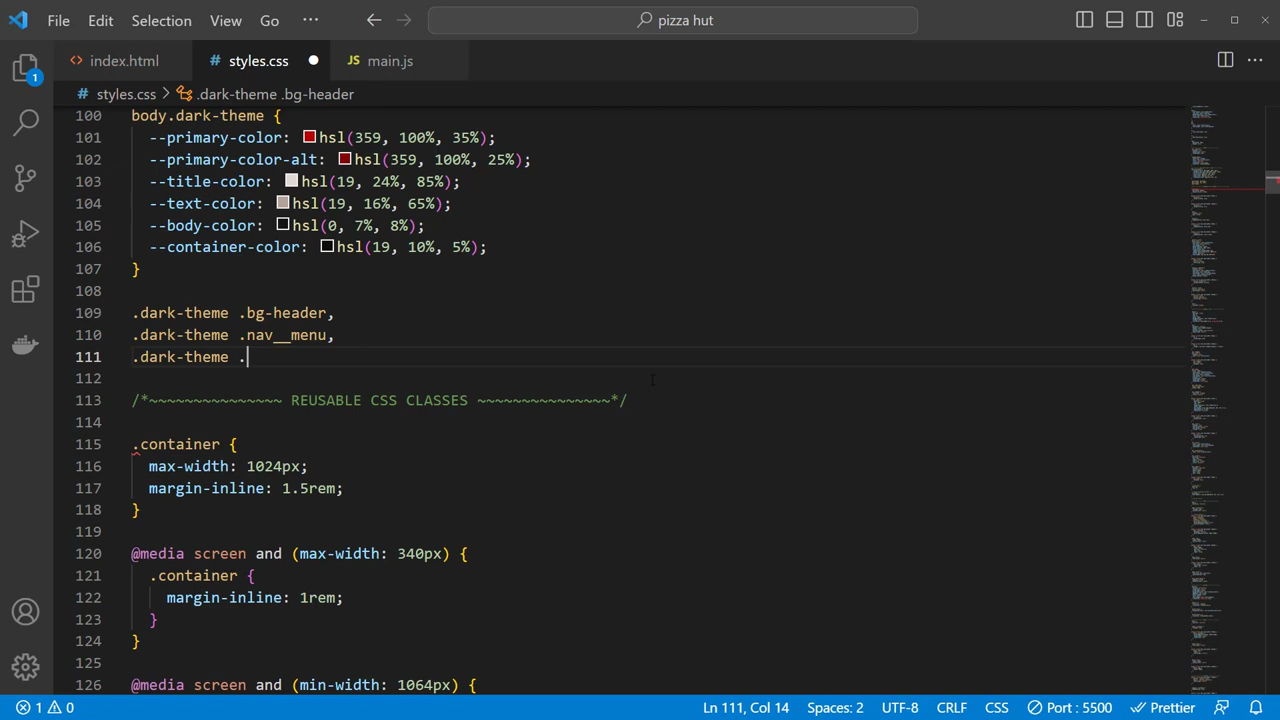 File Edit Selection View Go ··· pizza hut
index.html styles.css JS main.js
styles.css > .dark-theme .bg-header
100 body.dark-theme {
101 --primary-color: hsl(359, 100%, 35%);
102 --primary-color-alt: hsl(359, 100%, 25%);
103 --title-color: hsl(19, 24%, 85%);
104 --text-color: hsl(19, 16%, 65%);
105 --body-color: hsl(0, 7%, 8%);
106 --container-color: hsl(19, 10%, 5%);
107 }
108
109 .dark-theme .bg-header,
110 .dark-theme .nav__menu,
111 .dark-theme .
112
113 /*~~~~~~~~~~~~~~~ REUSABLE CSS CLASSES ~~~~~~~~~~~~~~~*/
114
115 .container {
116 max-width: 1024px;
117 margin-inline: 1.5rem;
118 }
119
120 @media screen and (max-width: 340px) {
121 .container {
122 margin-inline: 1rem;
123 }
124 }
125
126 @media screen and (min-width: 1064px) {
1
1 0 Ln 111, Col 14 Spaces: 2 UTF-8 CRLF CSS Port : 5500 Prettier